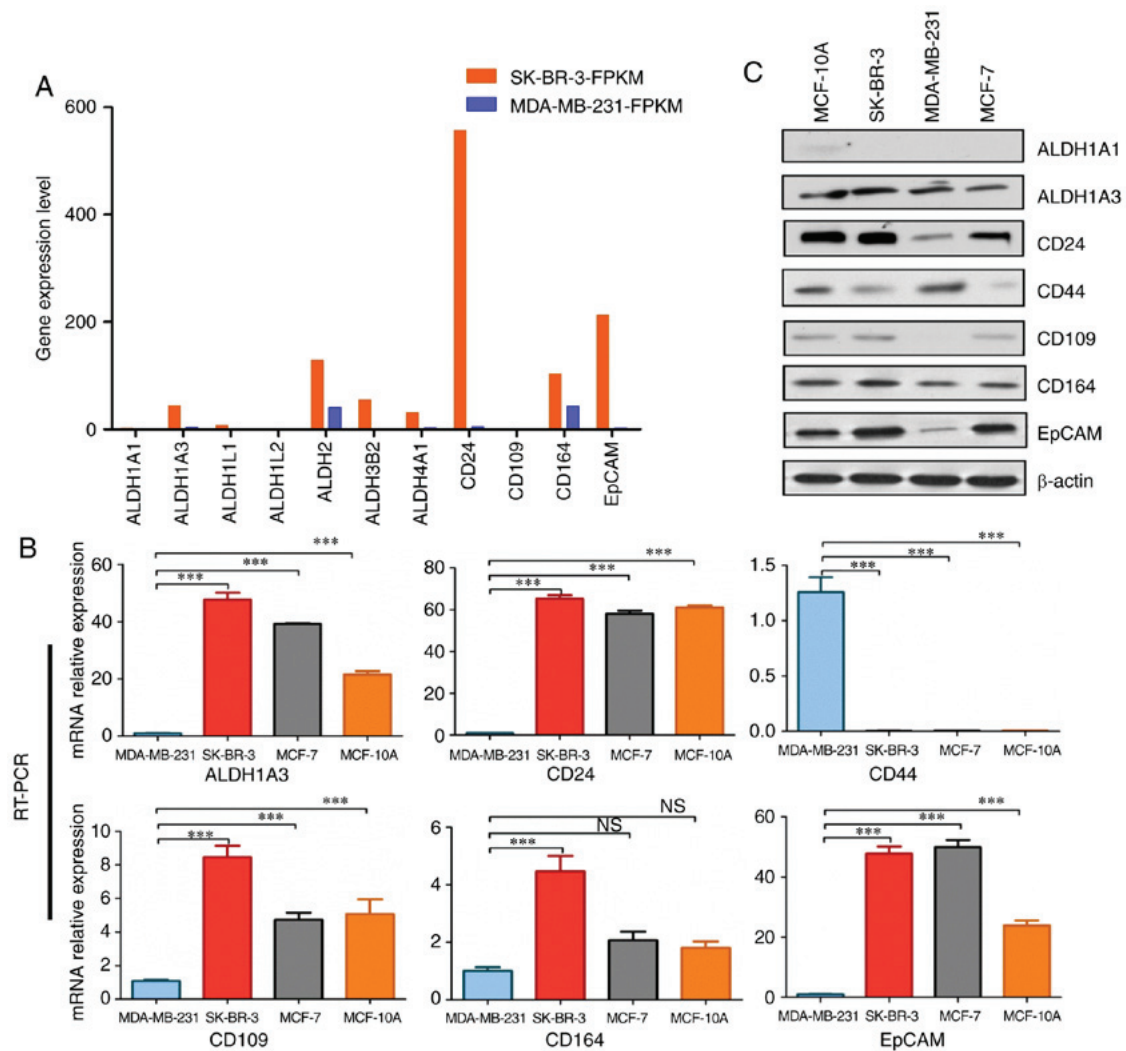 A
SK-BR-3-FPKM
MDA-MB-231-FPKM
Gene expression level
600
400
200
0
ALDH1A1
ALDH1A3
ALDH1L1
ALDH1L2
ALDH2
ALDH3B2
ALDH4A1
CD24
CD109
CD164
EpCAM
C
MCF-10A
SK-BR-3
MDA-MB-231
MCF-7
ALDH1A1
ALDH1A3
CD24
CD44
CD109
CD164
EpCAM
β-actin
B
RT-PCR
mRNA relative expression
60
40
20
0
***
***
***
MDA-MB-231 SK-BR-3 MCF-7 MCF-10A
ALDH1A3
80
60
40
20
0
***
***
***
MDA-MB-231 SK-BR-3 MCF-7 MCF-10A
CD24
1.5
1.0
0.5
0.0
***
***
***
MDA-MB-231 SK-BR-3 MCF-7 MCF-10A
CD44
mRNA relative expression
10
8
6
4
2
0
***
***
***
MDA-MB-231 SK-BR-3 MCF-7 MCF-10A
CD109
6
4
2
0
NS
NS
***
MDA-MB-231 SK-BR-3 MCF-7 MCF-10A
CD164
60
40
20
0
***
***
***
MDA-MB-231 SK-BR-3 MCF-7 MCF-10A
EpCAM